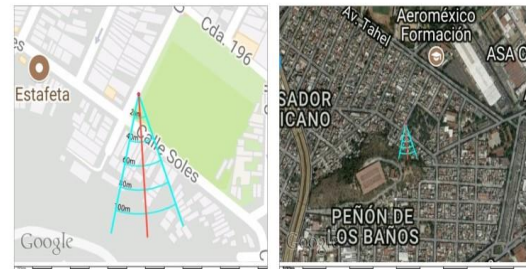 Cda. 196
es
Estafeta
Calle Soles
20m
40m
60m
80m
100m
Google
Av. Tahel
Aeroméxico
Formación
ASA C
SADOR
ICANO
PEÑÓN DE
LOS BAÑOS